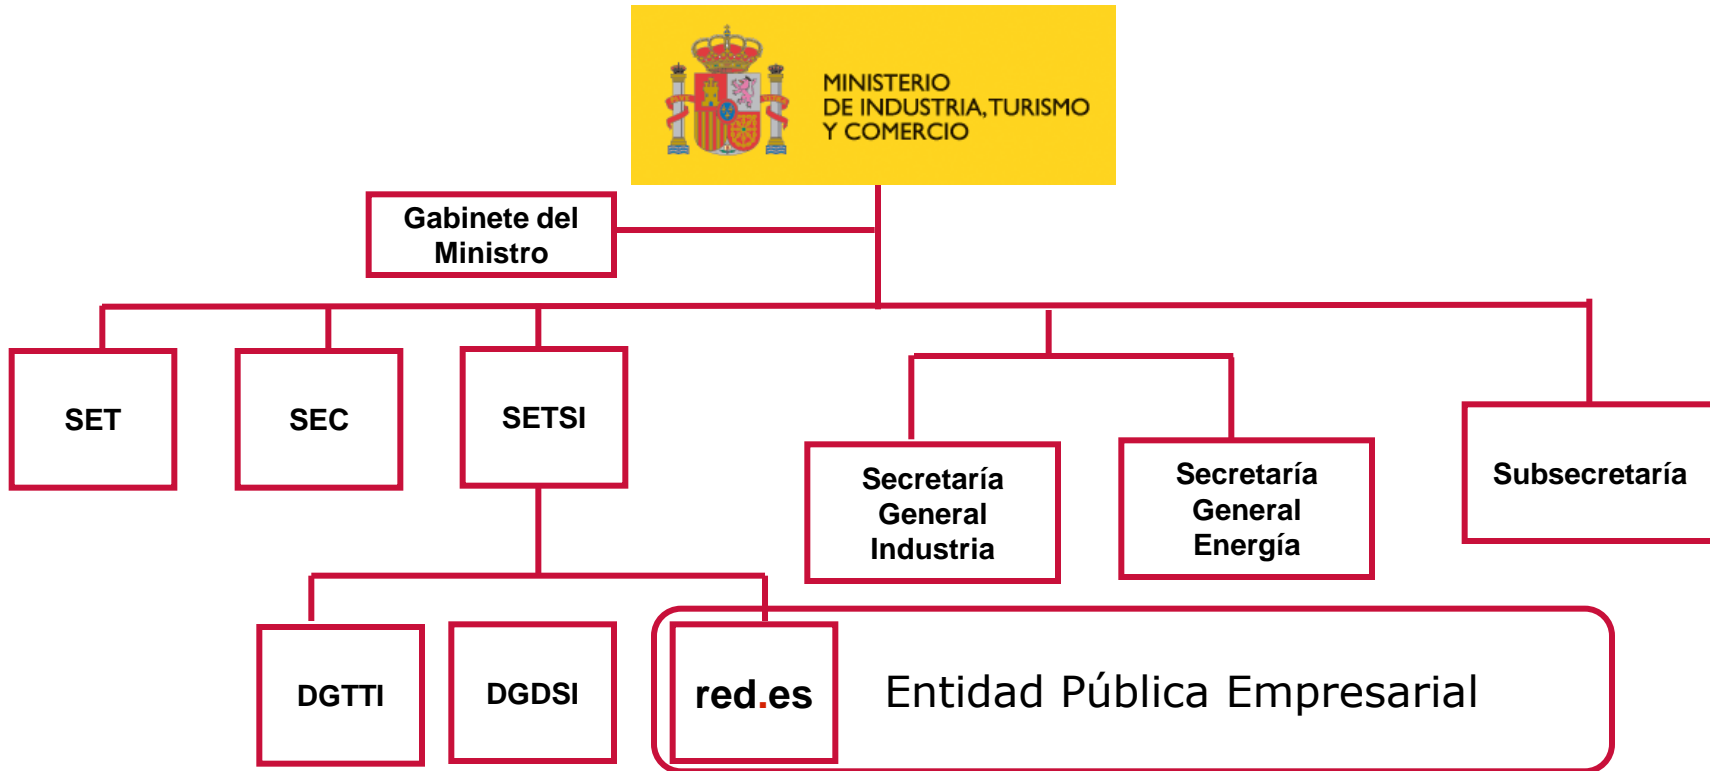 MINISTERIO
DE INDUSTRIA, TURISMO
Y COMERCIO
Gabinete del
Ministro
SET
SEC
SETSI
Secretaría
General
Industria
Secretaría
General
Energía
Subsecretaría
DGTTI
DGDSI
red.es
Entidad Pública Empresarial